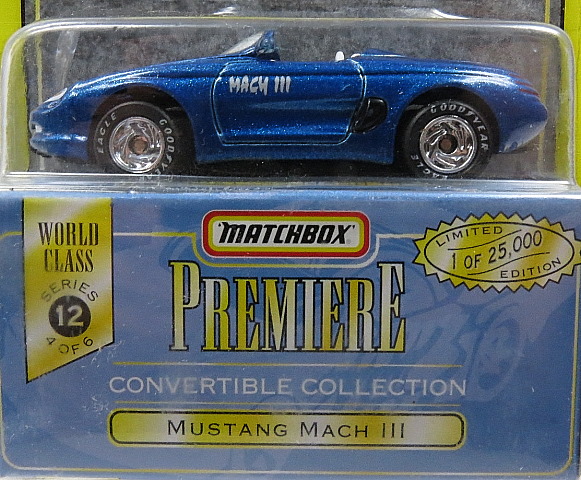 MACH III
EAGLE GOODYEAR
GOODYEAR EAGLE
WORLD
CLASS
SERIES
12
4 OF 6
MATCHBOX
PREMIERE
CONVERTIBLE COLLECTION
MUSTANG MACH III
LIMITED
1 OF 25,000
EDITION